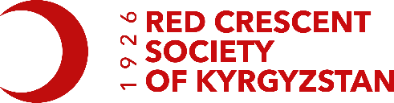 1926
RED CRESCENT
SOCIETY
OF KYRGYZSTAN